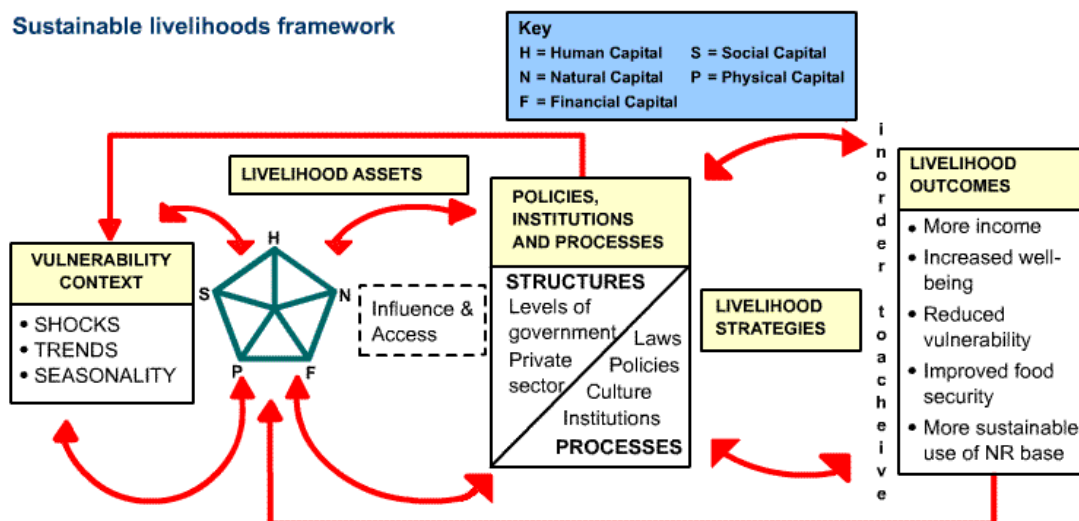 Sustainable livelihoods framework
Key
H = Human Capital S = Social Capital
N = Natural Capital P = Physical Capital
F = Financial Capital
LIVELIHOOD ASSETS
VULNERABILITY
CONTEXT
• SHOCKS
• TRENDS
• SEASONALITY
H
S
N
P
F
Influence &
Access
POLICIES,
INSTITUTIONS
AND PROCESSES
STRUCTURES
Levels of
government
Private
sector
Laws
Policies
Culture
Institutions
PROCESSES
LIVELIHOOD
STRATEGIES
inorder toacheive
LIVELIHOOD
OUTCOMES
• More income
• Increased well-
being
• Reduced
vulnerability
• Improved food
security
• More sustainable
use of NR base